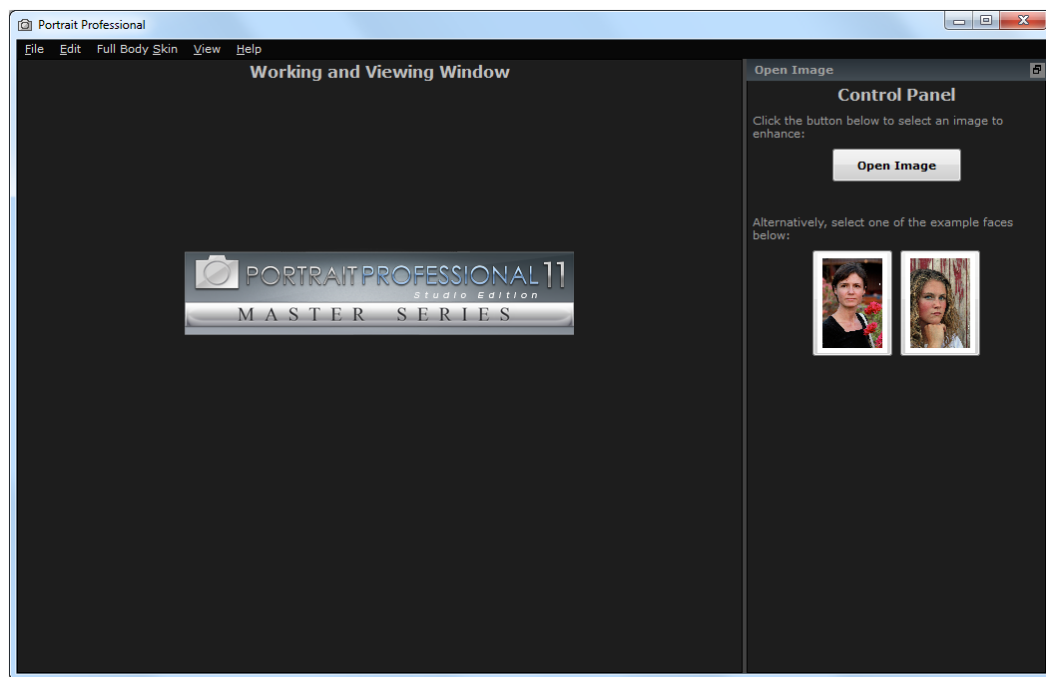 Portrait Professional
File Edit Full Body Skin View Help
Working and Viewing Window
PORTRAITPROFESSIONAL 11
Studio Edition
MASTER SERIES
Open Image
Control Panel
Click the button below to select an image to
enhance:
Open Image
Alternatively, select one of the example faces
below: